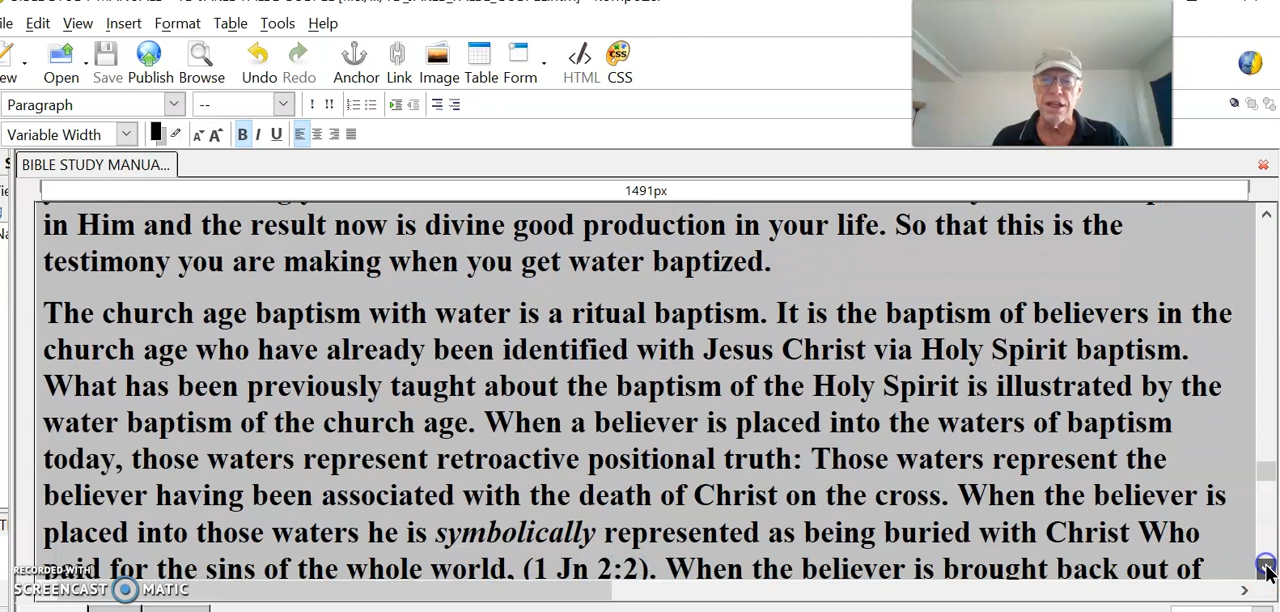 File Edit View Insert Format Table Tools Help
Open Save Publish Browse Undo Redo Anchor Link Image Table Form HTML CSS
Paragraph --
Variable Width B I U
BIBLE STUDY MANUA...
1491px
in Him and the result now is divine good production in your life. So that this is the
testimony you are making when you get water baptized.
The church age baptism with water is a ritual baptism. It is the baptism of believers in the
church age who have already been identified with Jesus Christ via Holy Spirit baptism.
What has been previously taught about the baptism of the Holy Spirit is illustrated by the
water baptism of the church age. When a believer is placed into the waters of baptism
today, those waters represent retroactive positional truth: Those waters represent the
believer having been associated with the death of Christ on the cross. When the believer is
placed into those waters he is symbolically represented as being buried with Christ Who
paid for the sins of the whole world, (1 Jn 2:2). When the believer is brought back out of
RECORDED WITH
SCREENCAST MATIC